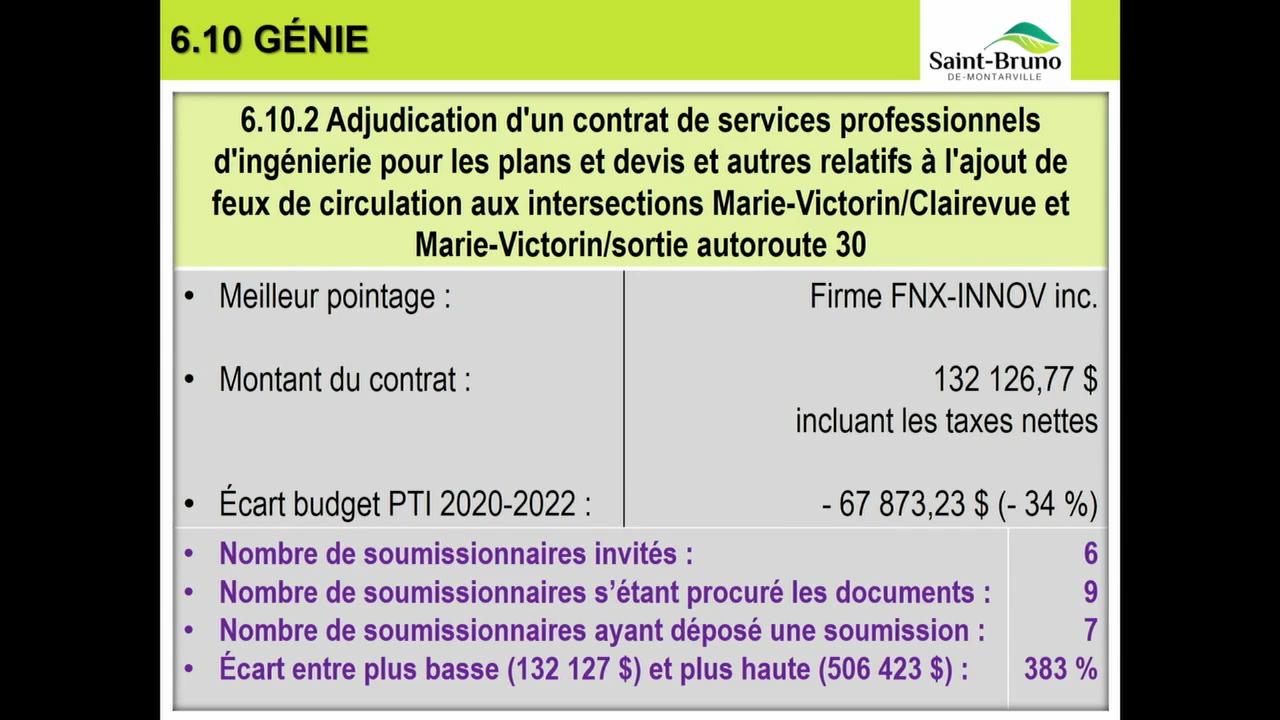 6.10 GÉNIE
Saint-Bruno
DE-MONTARVILLE
6.10.2 Adjudication d'un contrat de services professionnels
d'ingénierie pour les plans et devis et autres relatifs à l'ajout de
feux de circulation aux intersections Marie-Victorin/Clairevue et
Marie-Victorin/sortie autoroute 30
• Meilleur pointage : Firme FNX-INNOV inc.
• Montant du contrat : 132 126,77 $
incluant les taxes nettes
• Écart budget PTI 2020-2022 : - 67 873,23 $ (- 34 %)
• Nombre de soumissionnaires invités : 6
• Nombre de soumissionnaires s’étant procuré les documents : 9
• Nombre de soumissionnaires ayant déposé une soumission : 7
• Écart entre plus basse (132 127 $) et plus haute (506 423 $) : 383 %